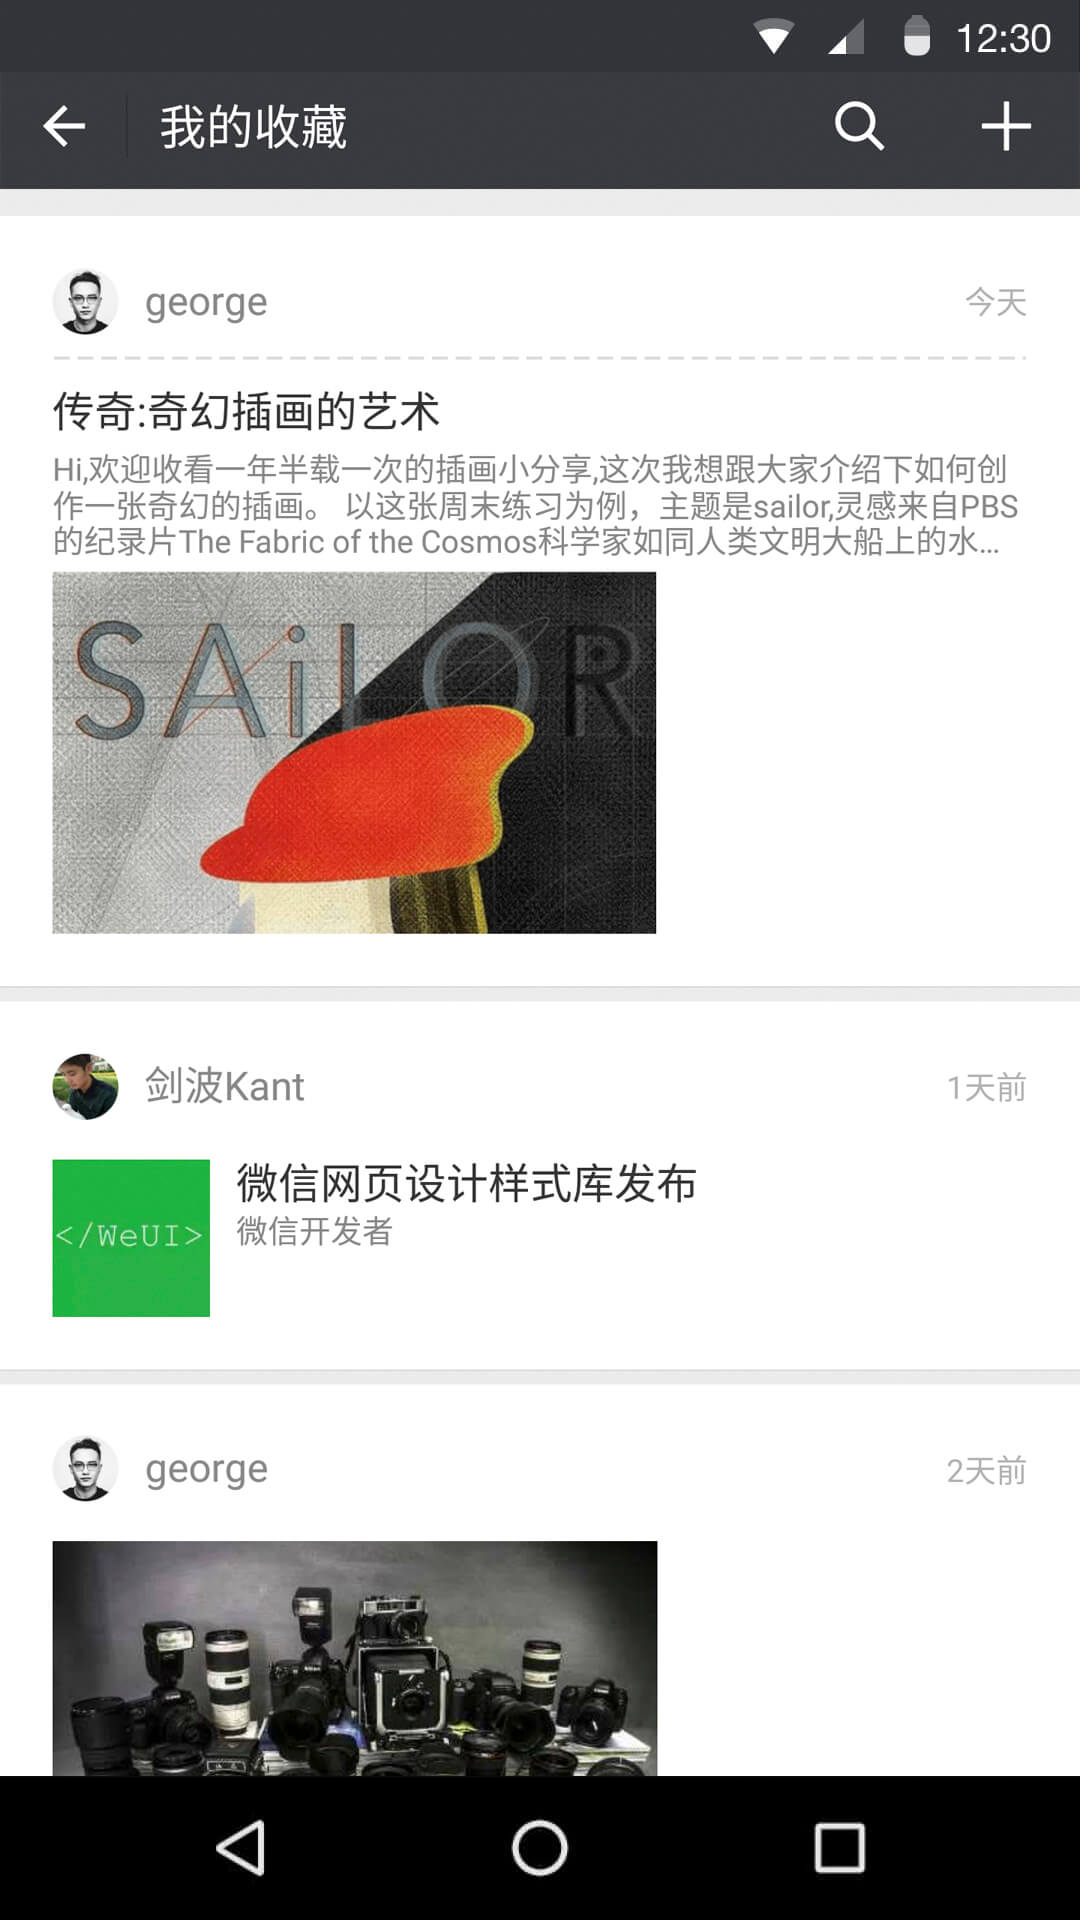 12:30
我的收藏
george
今天
传奇:奇幻插画的艺术
Hi,欢迎收看一年半载一次的插画小分享,这次我想跟大家介绍下如何创
作一张奇幻的插画。 以这张周末练习为例，主题是sailor,灵感来自PBS
的纪录片The Fabric of the Cosmos科学家如同人类文明大船上的水...
SAiLOR
剑波Kant
1天前
微信网页设计样式库发布
</WeUI>
微信开发者
george
2天前